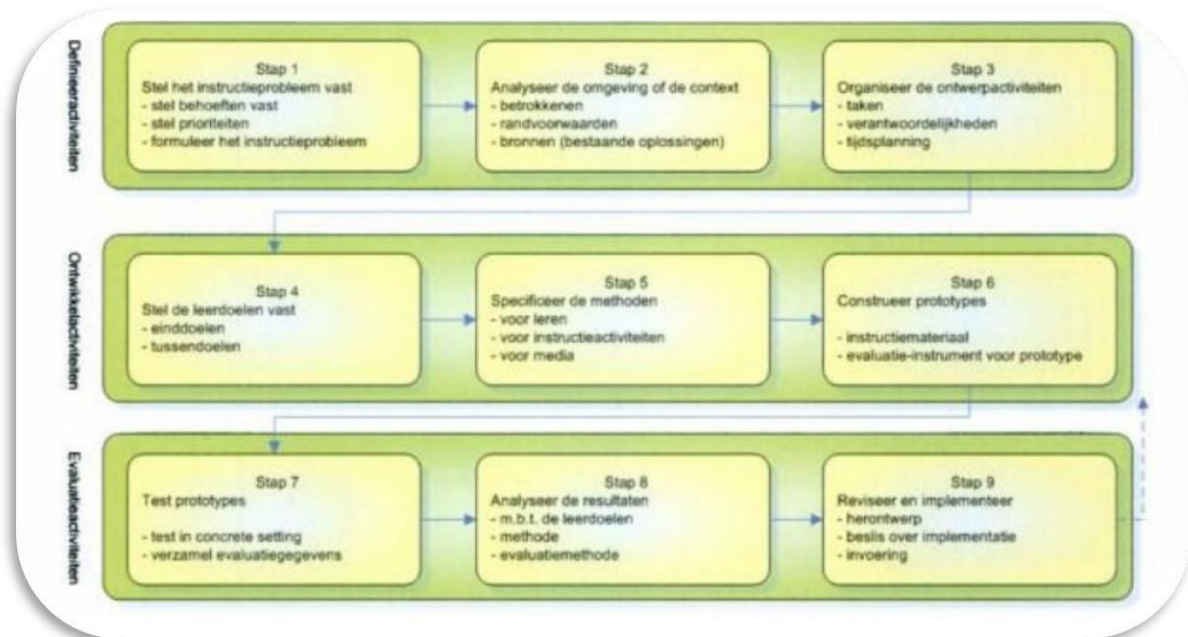 Definieeractiviteiten
Stap 1
Stel het instructieprobleem vast
- stel behoeften vast
- stel prioriteiten
- formuleer het instructieprobleem
Stap 2
Analyseer de omgeving of de context
- betrokkenen
- randvoorwaarden
- bronnen (bestaande oplossingen)
Stap 3
Organiseer de ontwerpactiviteiten
- taken
- verantwoordelijkheden
- tijdsplanning
Ontwikkelactiviteiten
Stap 4
Stel de leerdoelen vast
- einddoelen
- tussendoelen
Stap 5
Specificeer de methoden
- voor leren
- voor instructieactiviteiten
- voor media
Stap 6
Construeer prototypes
- instructiemateriaal
- evaluatie-instrument voor prototype
Evaluatieactiviteiten
Stap 7
Test prototypes
- test in concrete setting
- verzamel evaluatiegegevens
Stap 8
Analyseer de resultaten
- m.b.t. de leerdoelen
- methode
- evaluatiemethode
Stap 9
Reviseer en implementeer
- herontwerp
- beslis over implementatie
- invoering